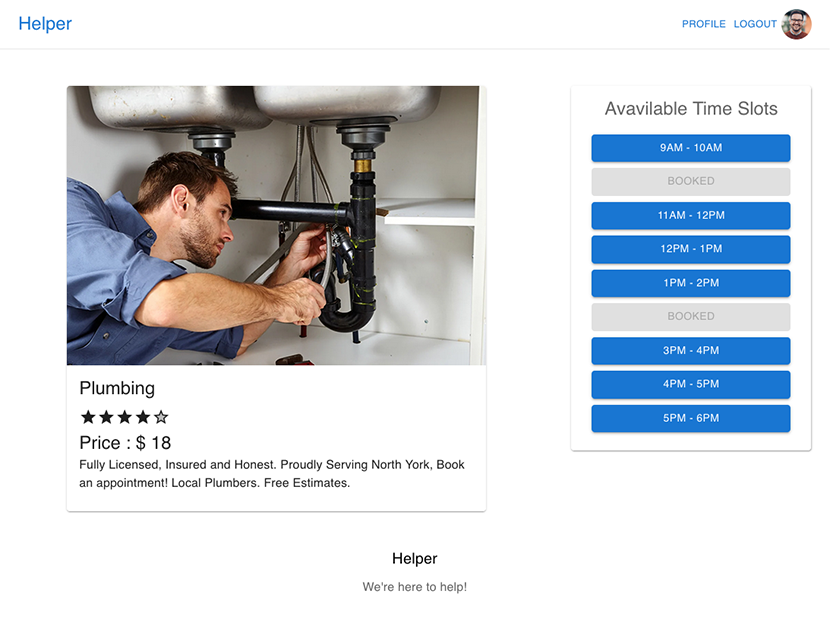 Helper
PROFILE LOGOUT
Avavilable Time Slots
9AM - 10AM
BOOKED
11AM - 12PM
12PM - 1PM
1PM - 2PM
BOOKED
3PM - 4PM
4PM - 5PM
5PM - 6PM
Plumbing
Price : $ 18
Fully Licensed, Insured and Honest. Proudly Serving North York, Book
an appointment! Local Plumbers. Free Estimates.
Helper
We're here to help!